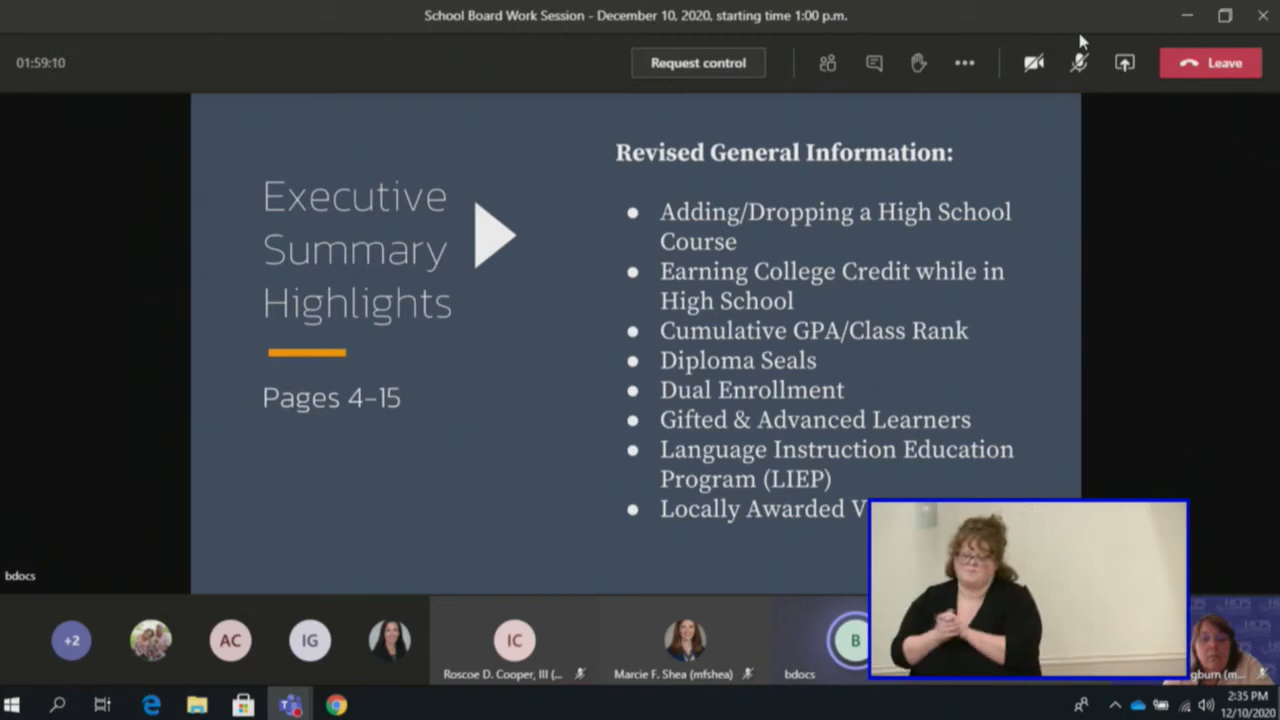 School Board Work Session - December 10, 2020, starting time 1:00 p.m.
01:59:10
Request control
Leave
Executive
Summary
Highlights
Pages 4-15
Revised General Information:
Adding/Dropping a High School
Course
Earning College Credit while in
High School
Cumulative GPA/Class Rank
Diploma Seals
Dual Enrollment
Gifted & Advanced Learners
Language Instruction Education
Program (LIEP)
Locally Awarded V
bdocs
+2
AC
IG
IC
B
HCPS
Roscoe D. Cooper, III (...
Marcie F. Shea (mfshea)
bdocs
gburn (m...
2:35 PM
12/10/2020